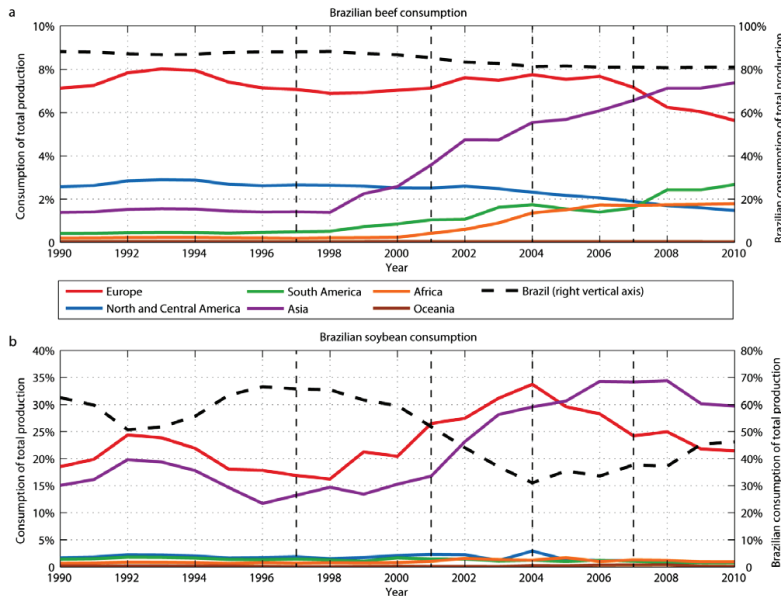 a
Brazilian beef consumption
10%
8%
6%
4%
2%
0
100%
80%
60%
40%
20%
0
Consumption of total production
Brazilian consumption of total production
1990 1992 1994 1996 1998 2000 2002 2004 2006 2008 2010
Year
Europe South America Africa Brazil (right vertical axis)
North and Central America Asia Oceania
b
Brazilian soybean consumption
40%
35%
30%
25%
20%
15%
10%
5%
0
80%
70%
60%
50%
40%
30%
20%
10%
0
Consumption of total production
Brazilian consumption of total production
1990 1992 1994 1996 1998 2000 2002 2004 2006 2008 2010
Year